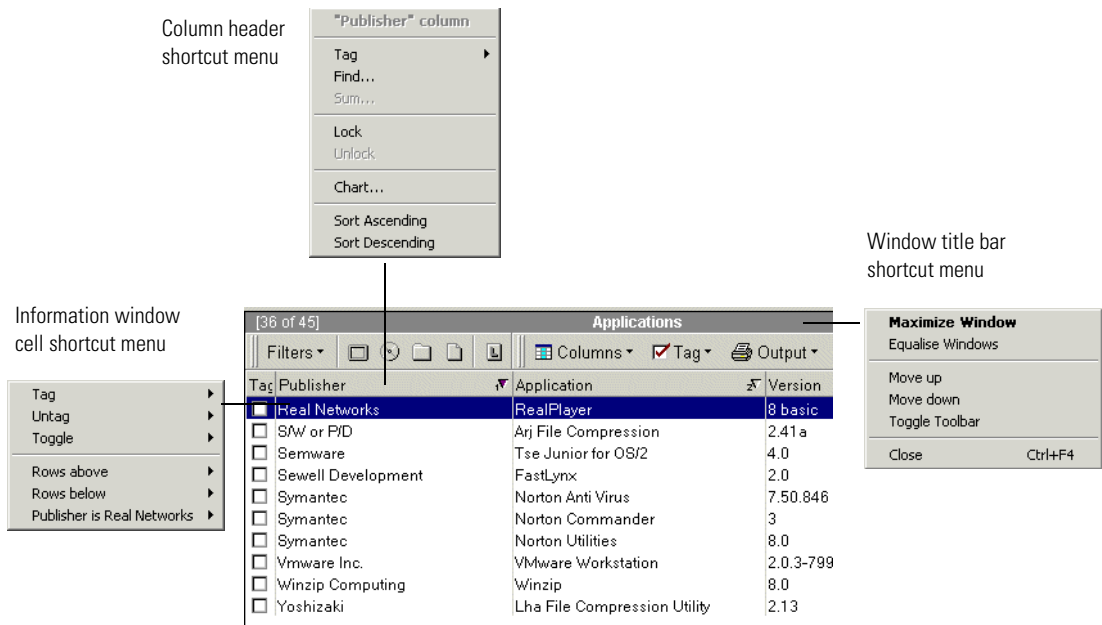 Column header
shortcut menu
"Publisher" column
Tag
Find...
Sum...
Lock
Unlock
Chart...
Sort Ascending
Sort Descending
Window title bar
shortcut menu
Maximize Window
Equalise Windows
Move up
Move down
Toggle Toolbar
Close Ctrl+F4
Information window
cell shortcut menu
Tag
Untag
Toggle
Rows above
Rows below
Publisher is Real Networks
[36 of 45] Applications
Filters L Columns Tag Output
Tag Publisher 1 Application 2 Version
Real Networks RealPlayer 8 basic
S/W or P/D Arj File Compression 2.41a
Semware Tse Junior for OS/2 4.0
Sewell Development FastLynx 2.0
Symantec Norton Anti Virus 7.50.846
Symantec Norton Commander 3
Symantec Norton Utilities 8.0
Vmware Inc. VMware Workstation 2.0.3-799
Winzip Computing Winzip 8.0
Yoshizaki Lha File Compression Utility 2.13